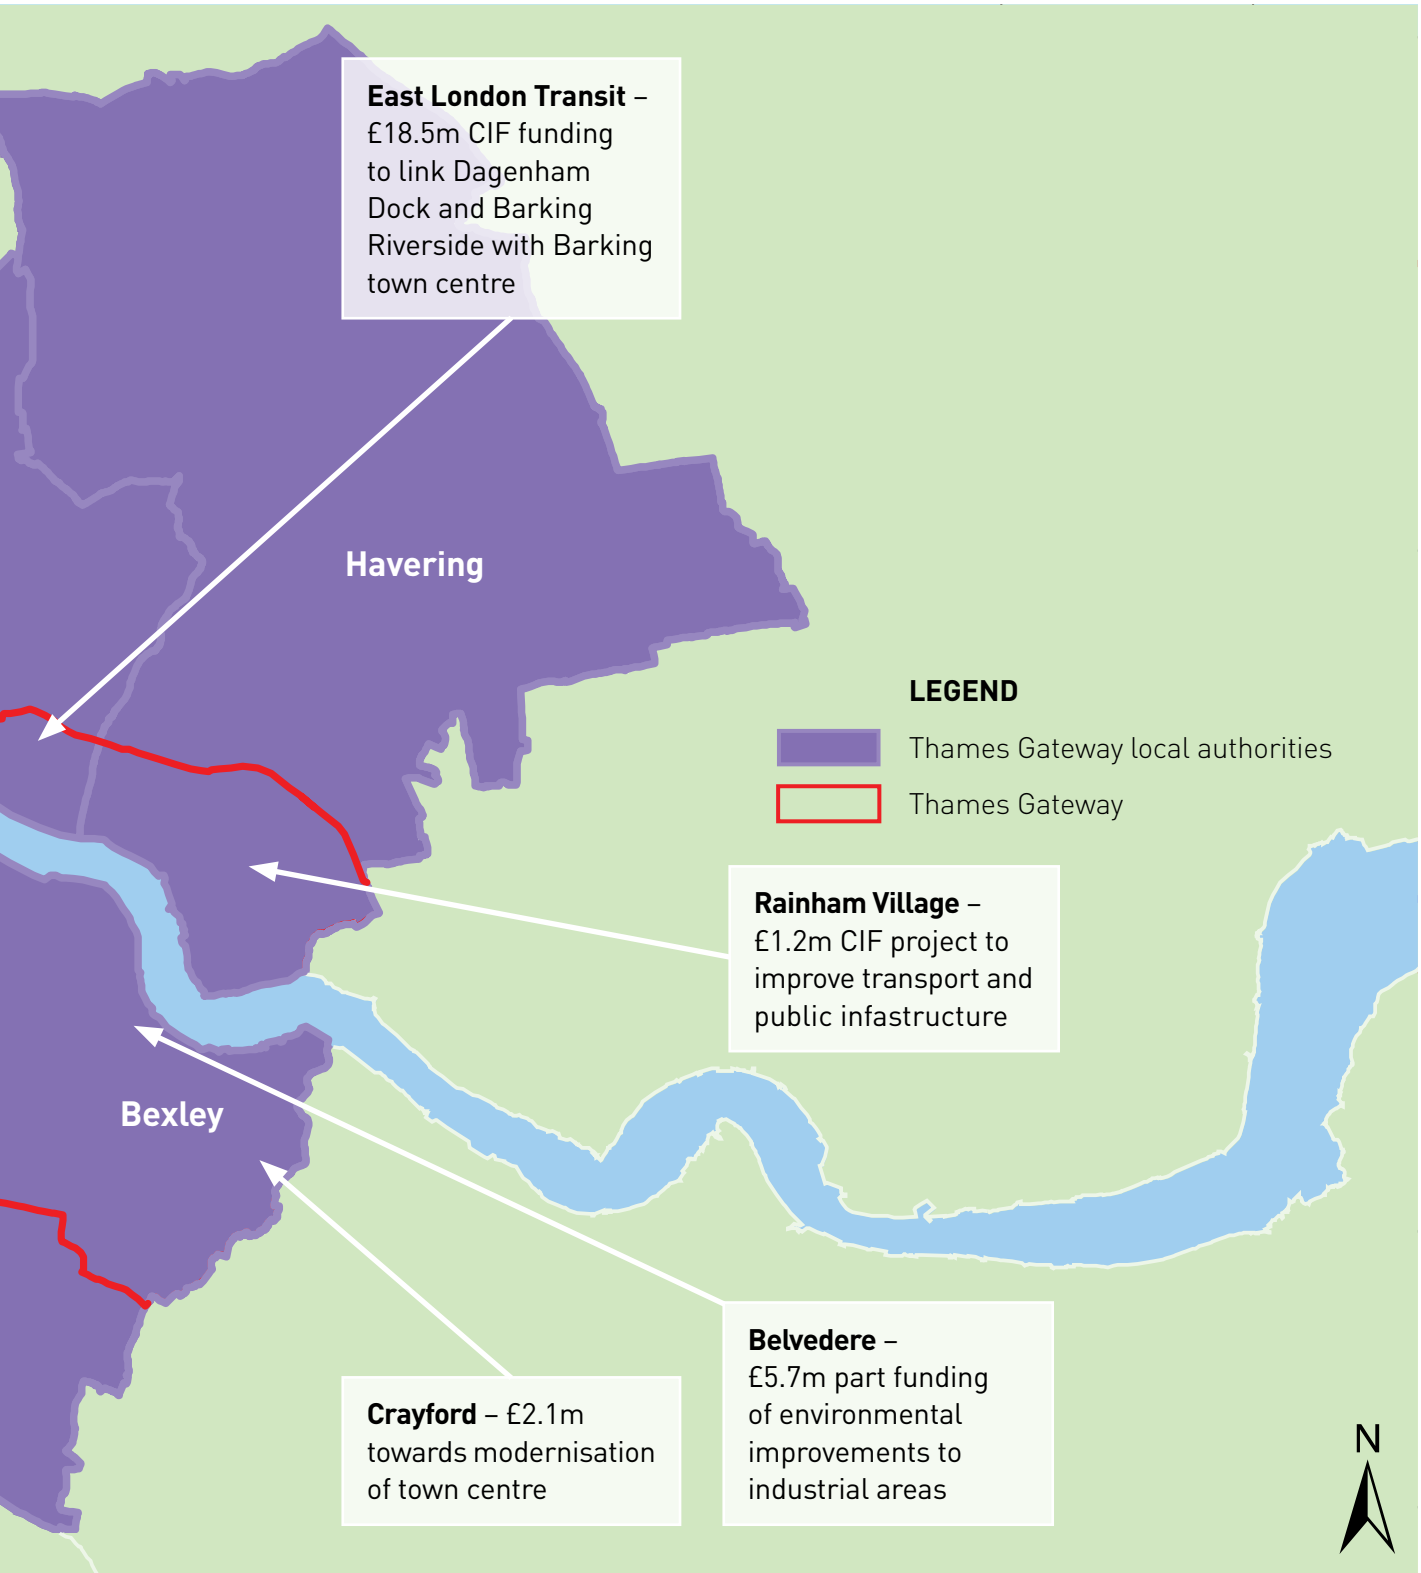 East London Transit –
£18.5m CIF funding
to link Dagenham
Dock and Barking
Riverside with Barking
town centre
Havering
LEGEND
Thames Gateway local authorities
Thames Gateway
Rainham Village –
£1.2m CIF project to
improve transport and
public infastructure
Bexley
Belvedere –
£5.7m part funding
of environmental
improvements to
industrial areas
Crayford – £2.1m
towards modernisation
of town centre
N